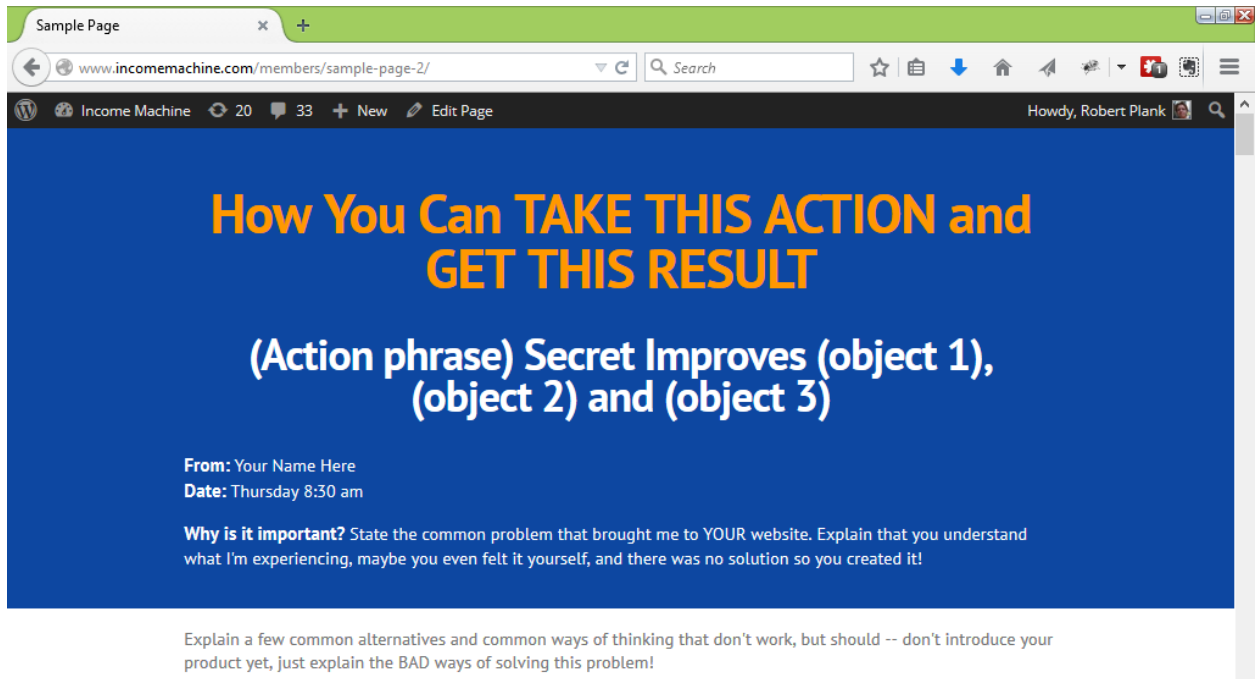 Sample Page
www.incomemachine.com/members/sample-page-2/
Search
1
Income Machine 20 33 New Edit Page Howdy, Robert Plank
How You Can TAKE THIS ACTION and
GET THIS RESULT
(Action phrase) Secret Improves (object 1),
(object 2) and (object 3)
From: Your Name Here
Date: Thursday 8:30 am
Why is it important? State the common problem that brought me to YOUR website. Explain that you understand
what I'm experiencing, maybe you even felt it yourself, and there was no solution so you created it!
Explain a few common alternatives and common ways of thinking that don't work, but should -- don't introduce your
product yet, just explain the BAD ways of solving this problem!